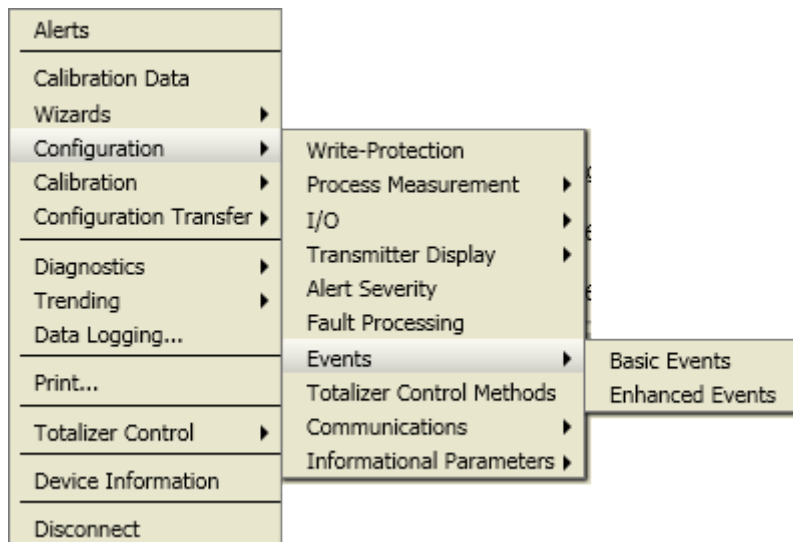 Alerts
Calibration Data
Wizards
Configuration
Calibration
Configuration Transfer
Diagnostics
Trending
Data Logging...
Print...
Totalizer Control
Device Information
Disconnect
Write-Protection
Process Measurement
I/O
Transmitter Display
Alert Severity
Fault Processing
Events
Totalizer Control Methods
Communications
Informational Parameters
Basic Events
Enhanced Events